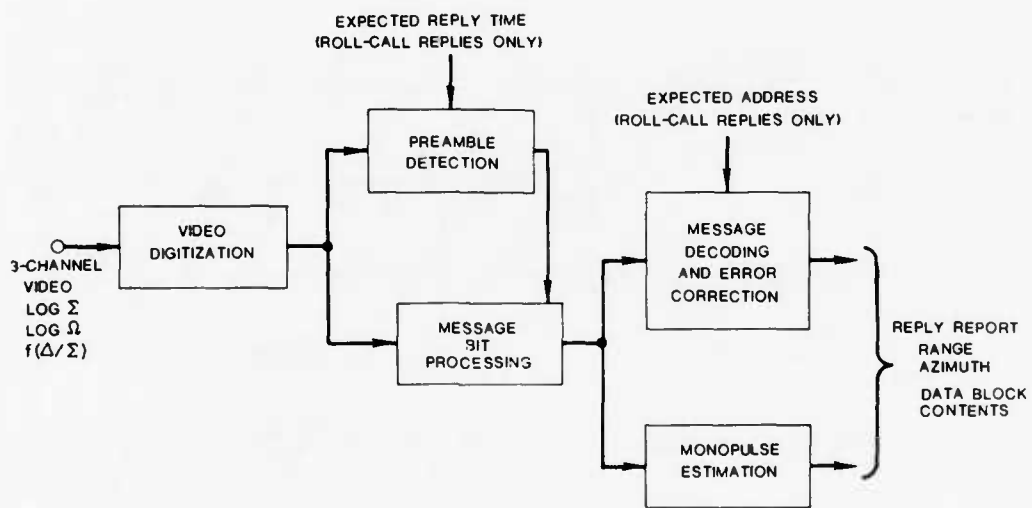 EXPECTED REPLY TIME
(ROLL-CALL REPLIES ONLY)
PREAMBLE
DETECTION
EXPECTED ADDRESS
(ROLL-CALL REPLIES ONLY)
VIDEO
DIGITIZATION
3-CHANNEL
VIDEO
LOG Σ
LOG Ω
f(Δ/Σ)
MESSAGE
BIT
PROCESSING
MESSAGE
DECODING
AND ERROR
CORRECTION
MONOPULSE
ESTIMATION
REPLY REPORT
RANGE
AZIMUTH
DATA BLOCK
CONTENTS